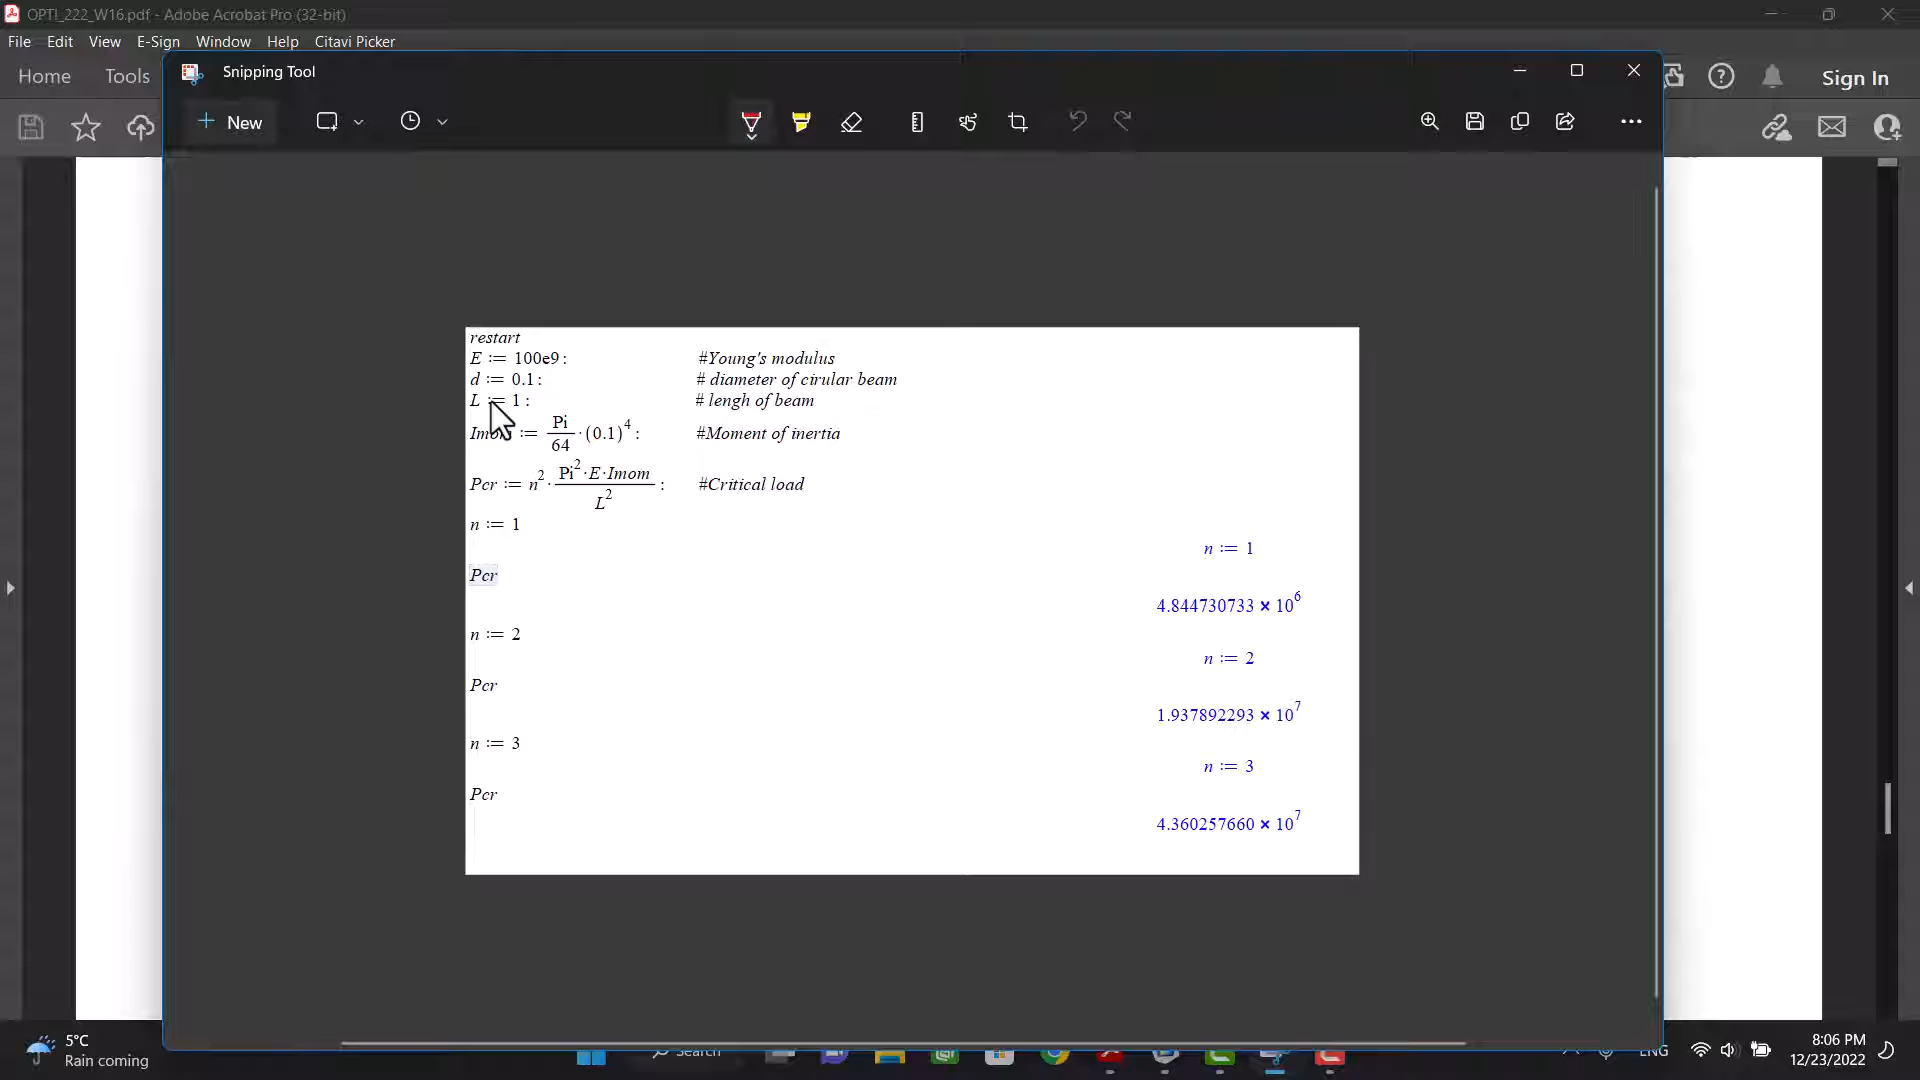 OPTI_222_W16.pdf - Adobe Acrobat Pro (32-bit)
File Edit View E-Sign Window Help Citavi Picker
Home Tools
Sign In
Snipping Tool
New
restart
E := 100e9: #Young's modulus
d := 0.1: # diameter of cirular beam
L := 1: # lengh of beam
Imom := Pi/64·(0.1)^4: #Moment of inertia
Pcr := n^2·Pi^2·E·Imom/L^2: #Critical load
n := 1
n := 1
Pcr
4.844730733 × 10^6
n := 2
n := 2
Pcr
1.937892293 × 10^7
n := 3
n := 3
Pcr
4.360257660 × 10^7
5°C
Rain coming
Search
ENG
8:06 PM
12/23/2022